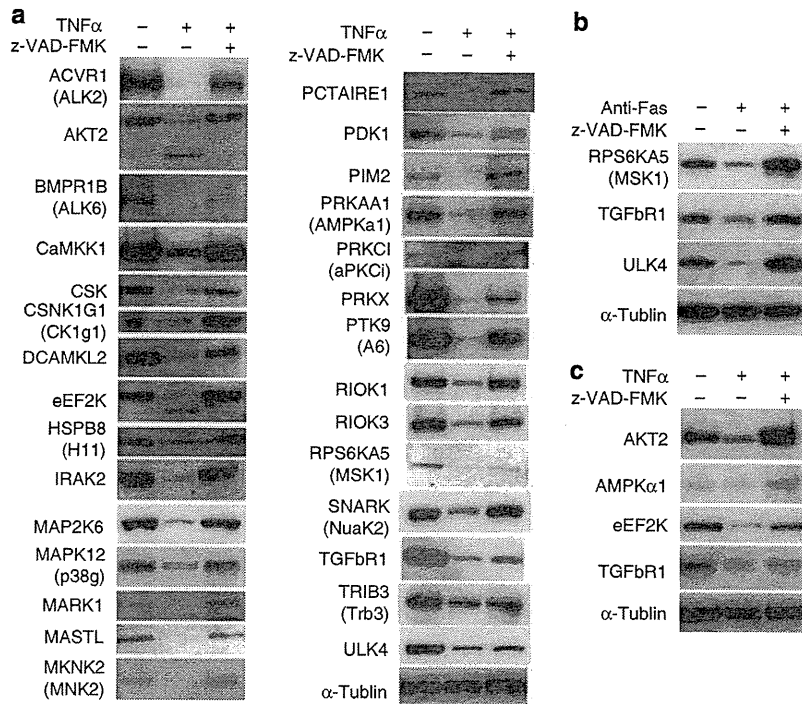 a
TNFα − + +
z-VAD-FMK − − +
ACVR1
(ALK2)
AKT2
BMPR1B
(ALK6)
CaMKK1
CSK
CSNK1G1
(CK1g1)
DCAMKL2
eEF2K
HSPB8
(H11)
IRAK2
MAP2K6
MAPK12
(p38g)
MARK1
MASTL
MKNK2
(MNK2)
TNFα − + +
z-VAD-FMK − − +
PCTAIRE1
PDK1
PIM2
PRKAA1
(AMPKa1)
PRKCI
(aPKCi)
PRKX
PTK9
(A6)
RIOK1
RIOK3
RPS6KA5
(MSK1)
SNARK
(NuaK2)
TGFbR1
TRIB3
(Trb3)
ULK4
α-Tublin
b
Anti-Fas − + +
z-VAD-FMK − − +
RPS6KA5
(MSK1)
TGFbR1
ULK4
α-Tublin
c
TNFα − + +
z-VAD-FMK − − +
AKT2
AMPKα1
eEF2K
TGFbR1
α-Tublin